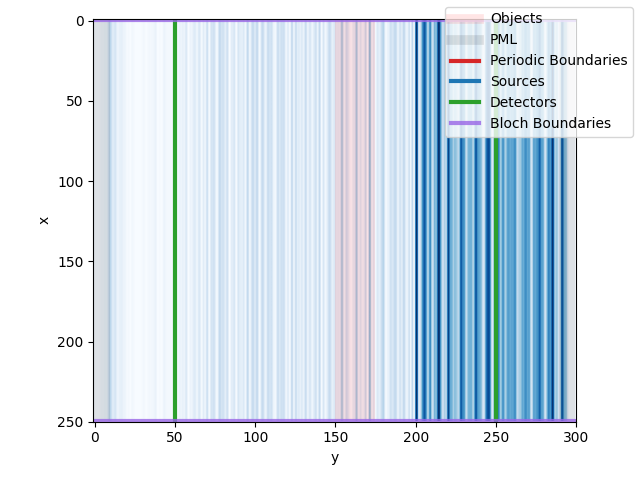 Objects
PML
Periodic Boundaries
Sources
Detectors
Bloch Boundaries
0
50
100
150
200
250
x
0 50 100 150 200 250 300
y